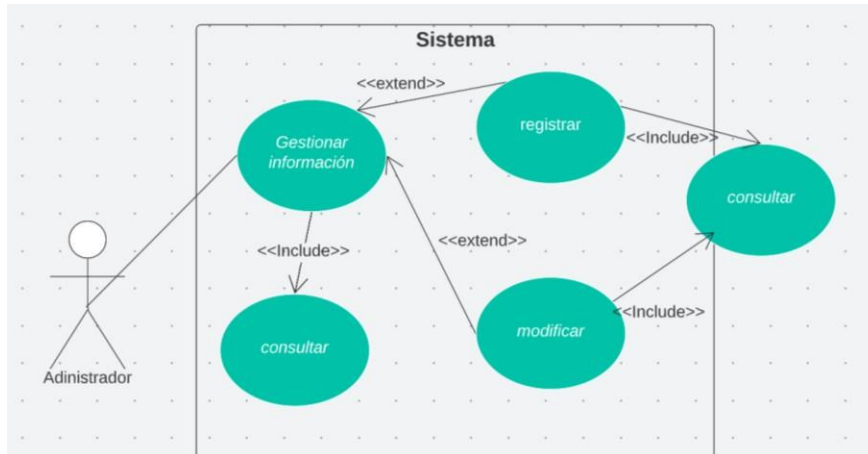 Sistema
<<extend>>
Gestionar
información
registrar
<<Include>>
consultar
<<Include>>
<<extend>>
consultar
modificar
<<Include>>
Adinistrador